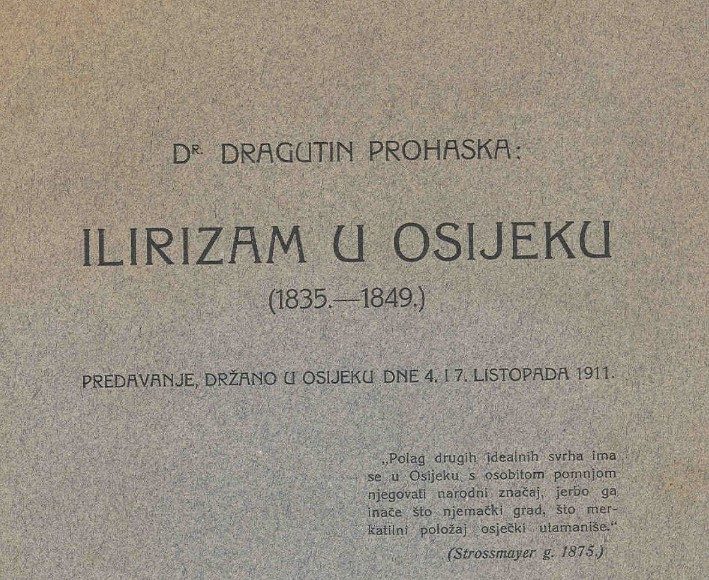 DR. DRAGUTIN PROHASKA:
ILIRIZAM U OSIJEKU
(1835.—1849.)
PREDAVANJE, DRŽANO U OSIJEKU DNE 4. I 7. LISTOPADA 1911.
„Polag drugih idealnih svrha ima
se u Osijeku s osobitom pomnjom
njegovati narodni značaj, jerbo ga
inače što njemački grad, što mer-
katilni položaj osječki utamaniše.“
(Strossmayer g. 1875.)